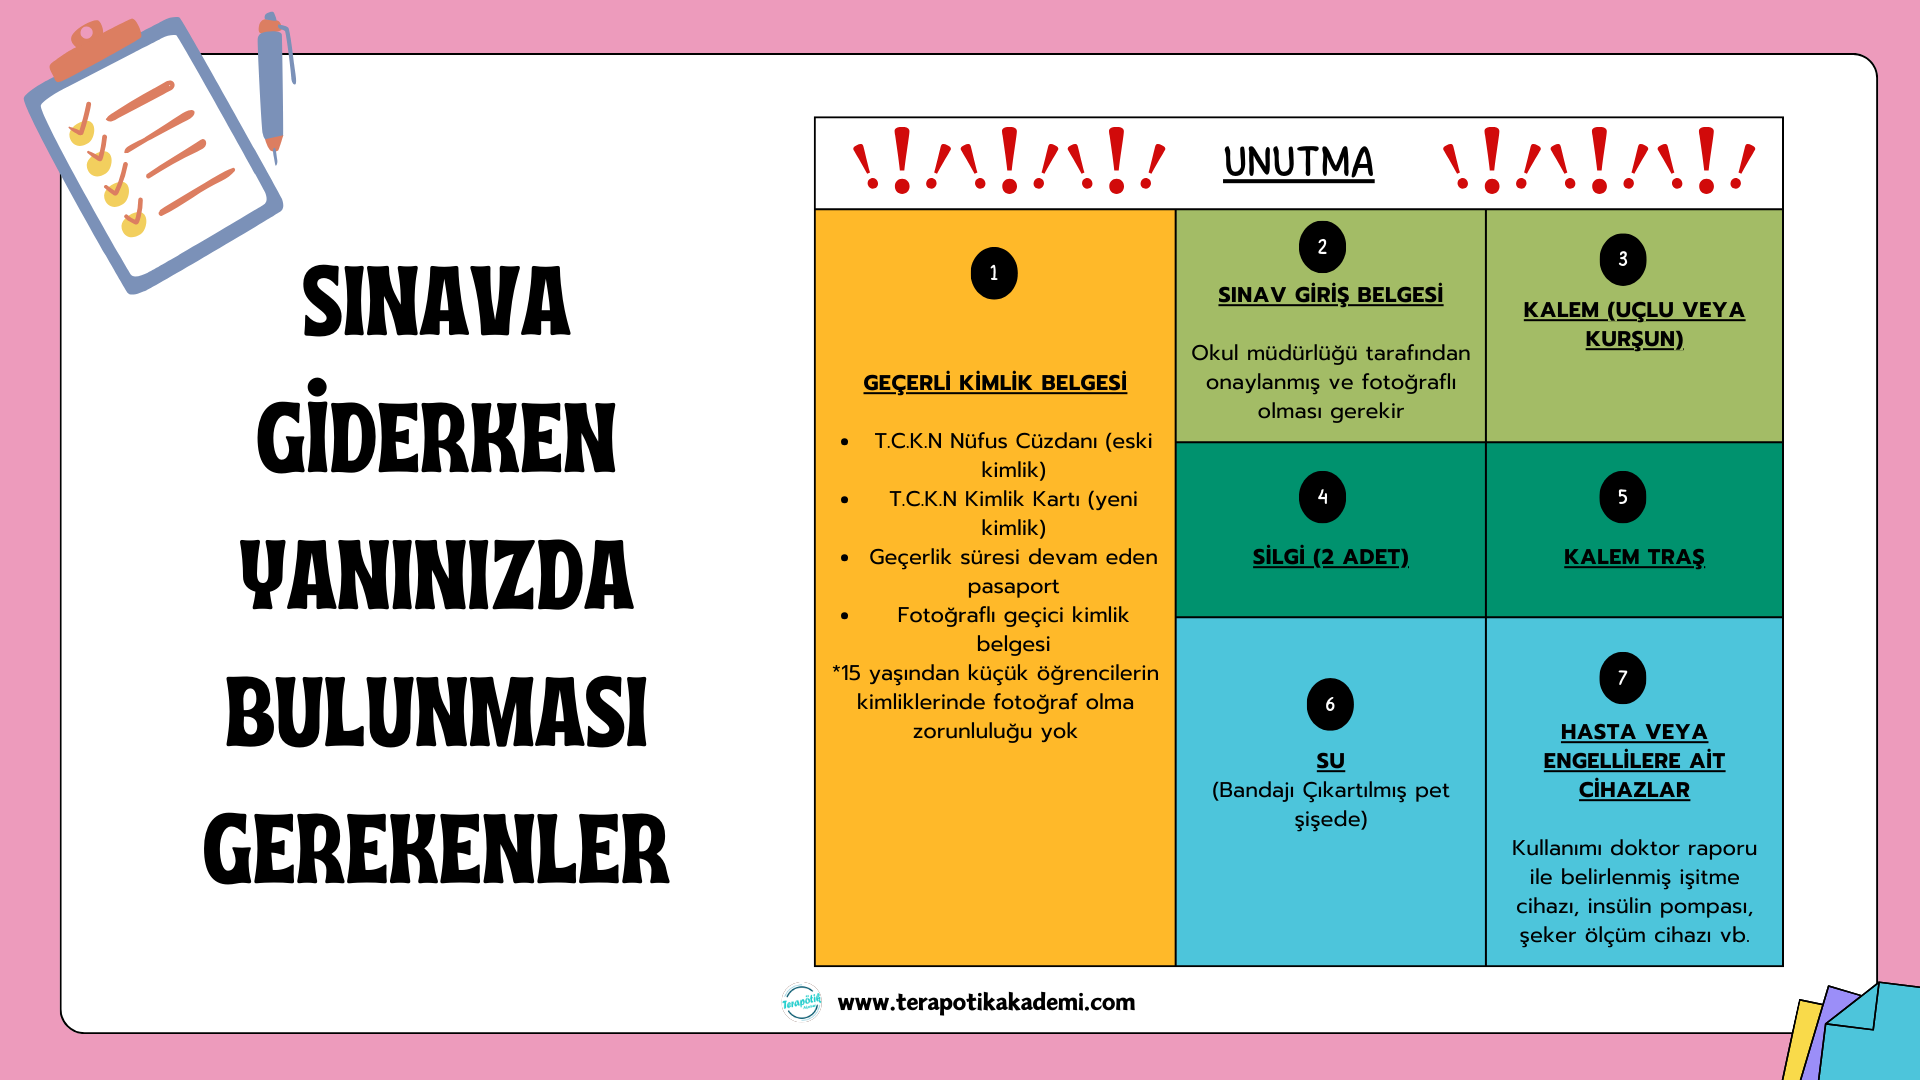 SINAVA
GİDERKEN
YANINIZDA
BULUNMASI
GEREKENLER
UNUTMA
1
GEÇERLİ KİMLİK BELGESİ
• T.C.K.N Nüfus Cüzdanı (eski
kimlik)
• T.C.K.N Kimlik Kartı (yeni
kimlik)
• Geçerlik süresi devam eden
pasaport
• Fotoğraflı geçici kimlik
belgesi
*15 yaşından küçük öğrencilerin
kimliklerinde fotoğraf olma
zorunluluğu yok
2
SINAV GİRİŞ BELGESİ
Okul müdürlüğü tarafından
onaylanmış ve fotoğraflı
olması gerekir
3
KALEM (UÇLU VEYA
KURŞUN)
4
SİLGİ (2 ADET)
5
KALEM TRAŞ
6
SU
(Bandajı Çıkartılmış pet
şişede)
7
HASTA VEYA
ENGELLİLERE AİT
CİHAZLAR
Kullanımı doktor raporu
ile belirlenmiş işitme
cihazı, insülin pompası,
şeker ölçüm cihazı vb.
Terapötik
www.terapotikakademi.com